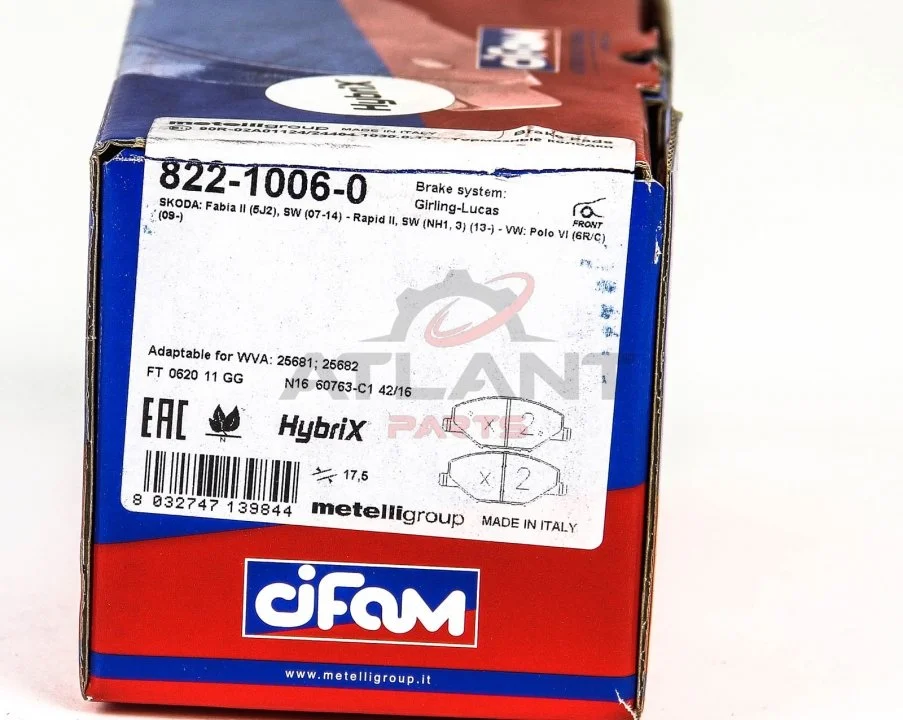 CIFAM
HybriX
metelligroup MADE IN ITALY
Brake Pads
822-1006-0
Brake system:
Girling-Lucas
FRONT
SKODA: Fabia II (5J2), SW (07-14) - Rapid II, SW (NH1, 3) (13-) - VW: Polo VI (6R/C)
(09-)
ATLANT
PARTS
Adaptable for WVA: 25681; 25682
FT 0620 11 GG N16 60763-C1 42/16
EAC
N
HybriX
x 2
x 2
17,5
8 032747 139844
metelligroup MADE IN ITALY
CIFAM
www.metelligroup.it